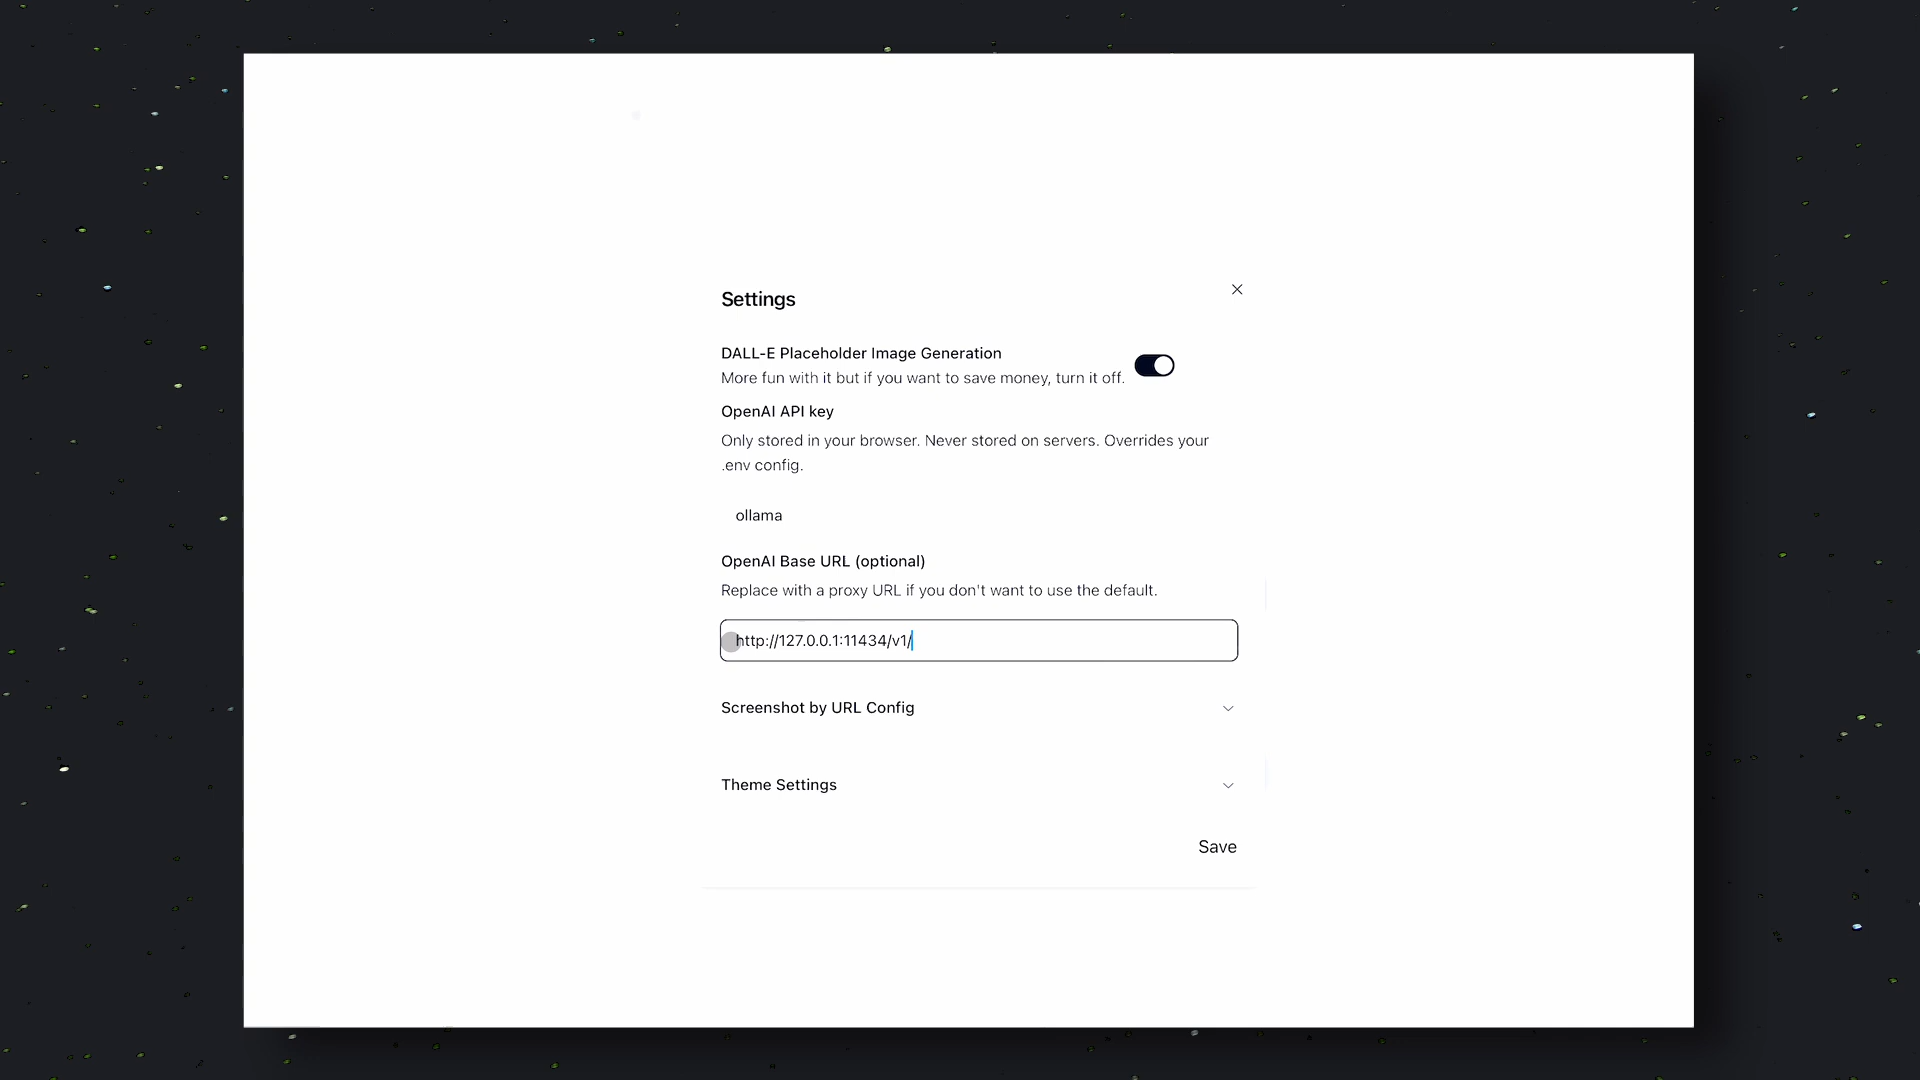 Settings
DALL-E Placeholder Image Generation
More fun with it but if you want to save money, turn it off.
OpenAI API key
Only stored in your browser. Never stored on servers. Overrides your
.env config.
ollama
OpenAI Base URL (optional)
Replace with a proxy URL if you don't want to use the default.
http://127.0.0.1:11434/v1/
Screenshot by URL Config
Theme Settings
Save